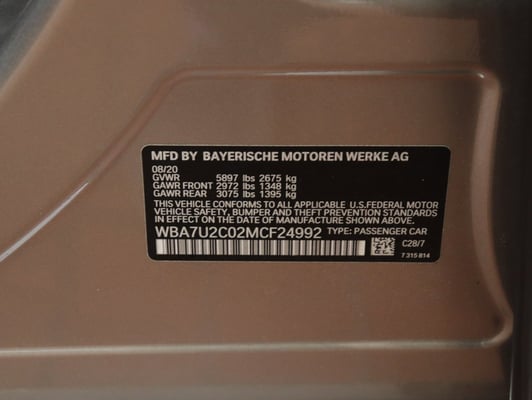 MFD BY BAYERISCHE MOTOREN WERKE AG
08/20
GVWR 5897 lbs 2675 kg
GAWR FRONT 2972 lbs 1348 kg
GAWR REAR 3075 lbs 1395 kg
THIS VEHICLE CONFORMS TO ALL APPLICABLE U.S.FEDERAL MOTOR
VEHICLE SAFETY, BUMPER AND THEFT PREVENTION STANDARDS
IN EFFECT ON THE DATE OF MANUFACTURE SHOWN ABOVE.
WBA7U2C02MCF24992 TYPE: PASSENGER CAR
C28/7
7 315 814